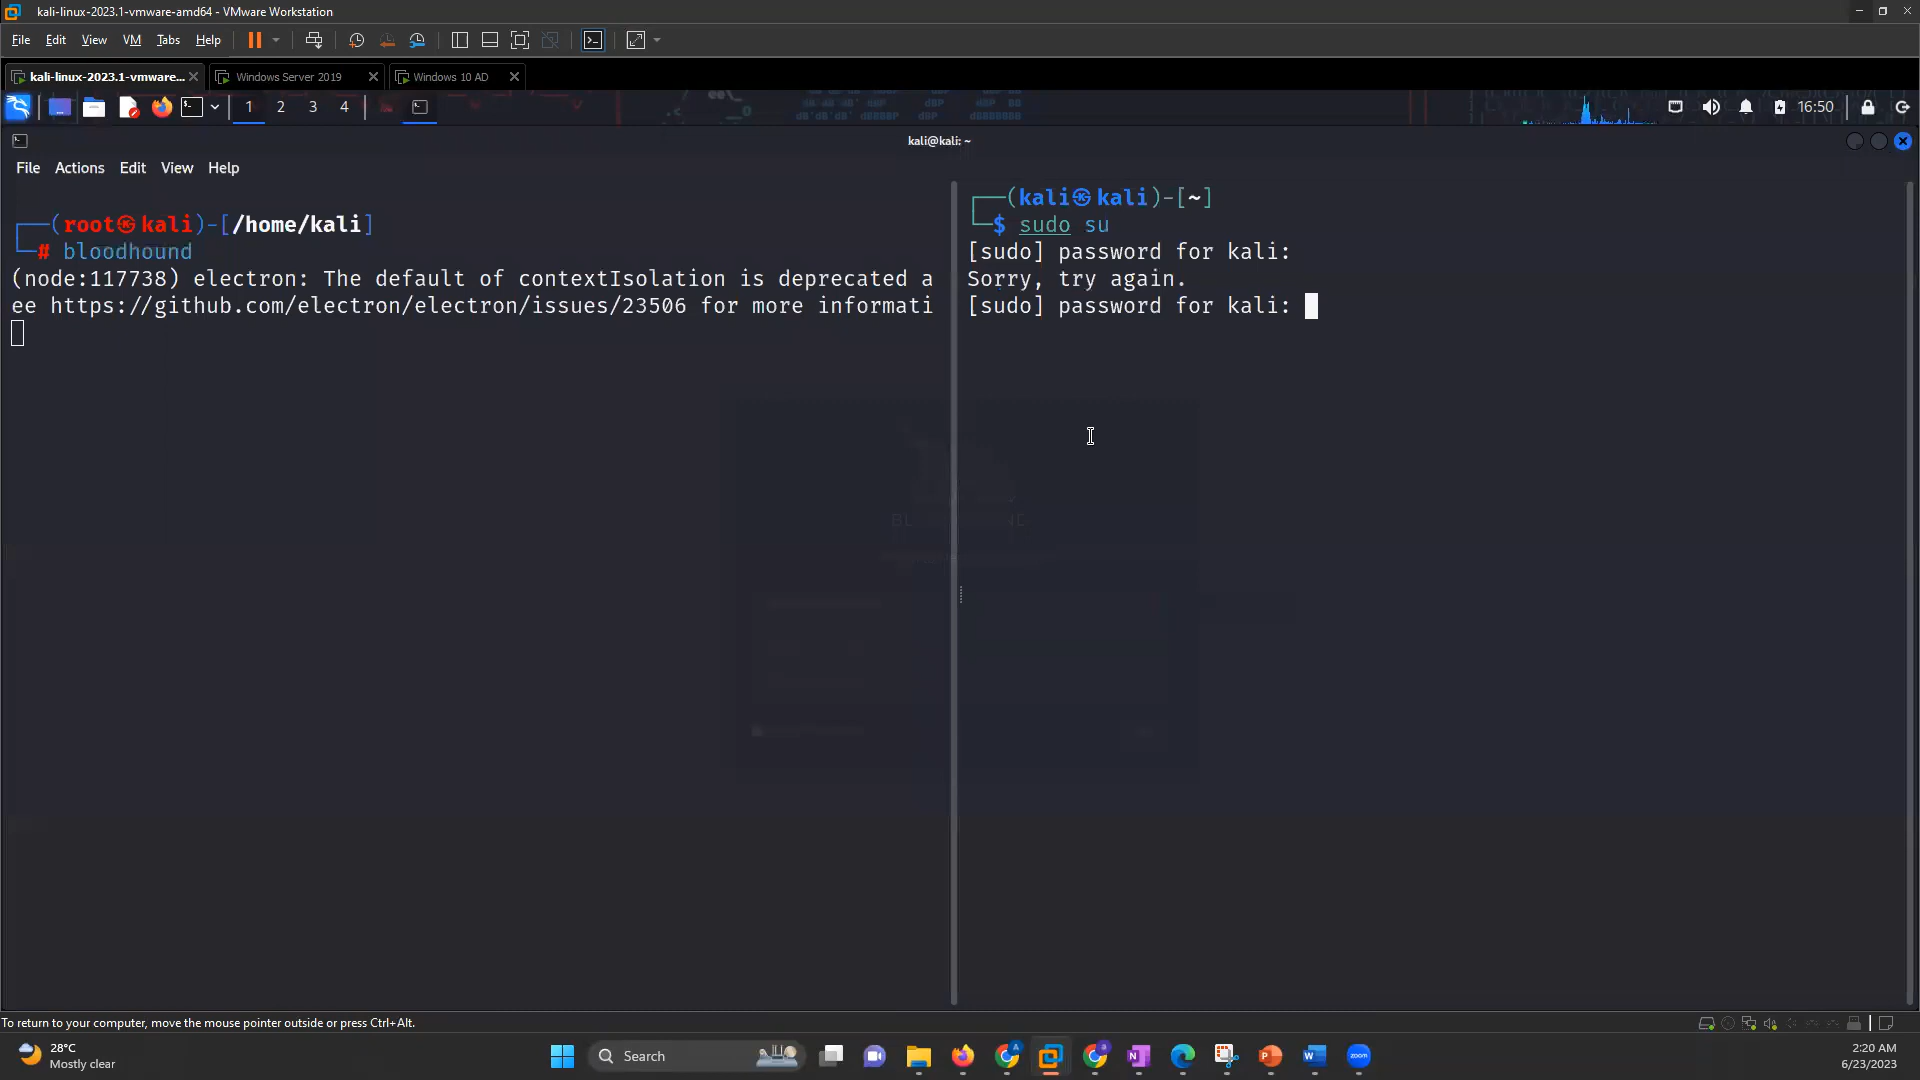 kali-linux-2023.1-vmware-amd64 - VMware Workstation
File Edit View VM Tabs Help
kali-linux-2023.1-vmware... Windows Server 2019 Windows 10 AD
1 2 3 4 16:50
kali@kali: ~
File Actions Edit View Help
┌──(root㉿kali)-[/home/kali]
└─# bloodhound
(node:117738) electron: The default of contextIsolation is deprecated a
ee https://github.com/electron/electron/issues/23506 for more informati
┌──(kali㉿kali)-[~]
└─$ sudo su
[sudo] password for kali:
Sorry, try again.
[sudo] password for kali:
To return to your computer, move the mouse pointer outside or press Ctrl+Alt.
28°C
Mostly clear
Search
zoom
2:20 AM
6/23/2023